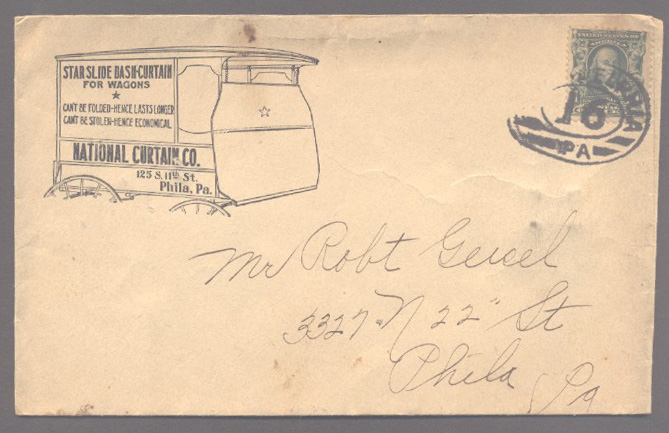 STAR SLIDE DASH-CURTAIN
FOR WAGONS
CAN'T BE FOLDED-HENCE LASTS LONGER
CAN'T BE STOLEN-HENCE ECONOMICAL
NATIONAL CURTAIN CO.
125 S. 11th St.
Phila, Pa.
16
PA
Mr Robt
3327 N 22" St
Phila Pa